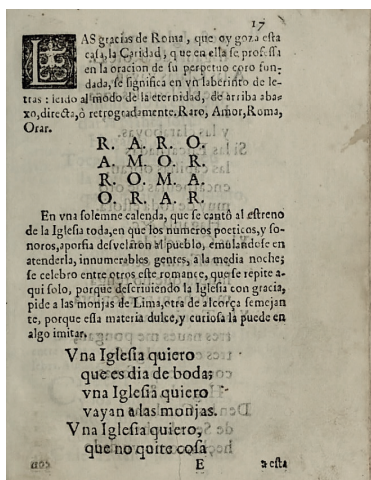 17
LAS gracias de Roma, que oy goza esta
casa, la Caridad, que en ella se professa
en la oracion de su perpetuo coro fun-
dada, se significa en vn laberinto de le-
tras: leido al modo de la eternidad, de arriba aba-
xo, directa, ò retrogradamente. Raro, Amor, Roma,
Orar.
R. A. R. O.
A. M. O. R.
R. O. M. A.
O. R. A. R.
En vna solemne calenda, que se cantô al estreno
de la Iglesia toda, en que los numeros poeticos, y so-
noros, aporfia desvelaron al pueblo, emulandose en
atenderla, innumerables gentes, a la media noche;
se celebro entre otros este romance, que se repite a-
qui solo, porque descriuiendo la Iglesia con gracia,
pide a las monjas de Lima, otra de alcorça semejan
te, porque essa materia dulce, y curiosa la puede en
algo imitar.
Vna Iglesia quiero
que es dia de boda;
vna Iglesia quiero
vayan a las monjas.
Vna Iglesia quiero,
que no quite cosa
E a esta